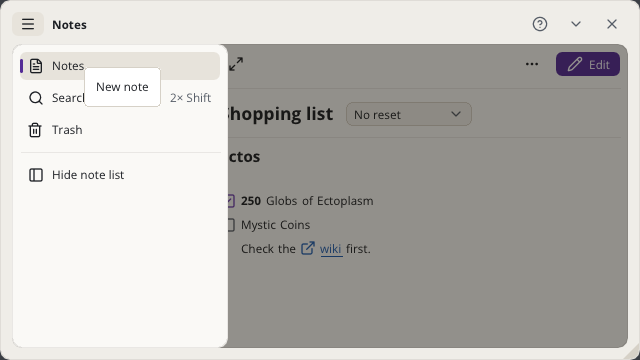 Notes
Notes
New note
2× Shift
Trash
Hide note list
Edit
hopping list
No reset
ctos
250 Globs of Ectoplasm
Mystic Coins
Check the wiki first.